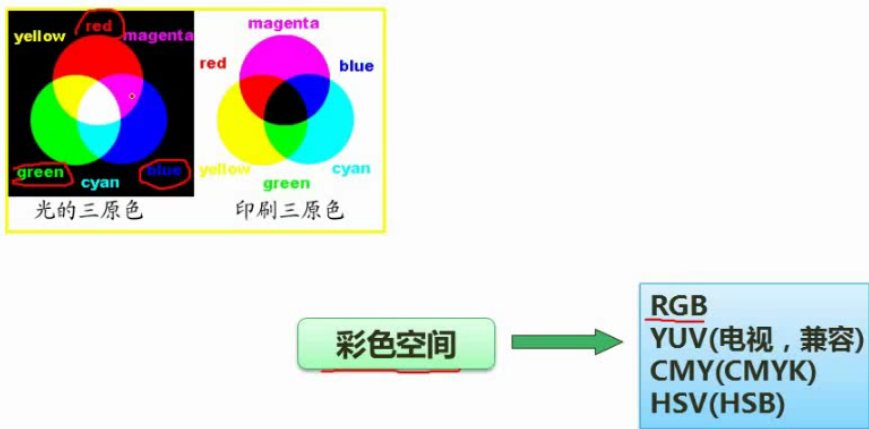 red
yellow
magenta
green
blue
cyan
光的三原色
magenta
red
blue
yellow
cyan
green
印刷三原色
彩色空间
RGB
YUV(电视，兼容)
CMY(CMYK)
HSV(HSB)